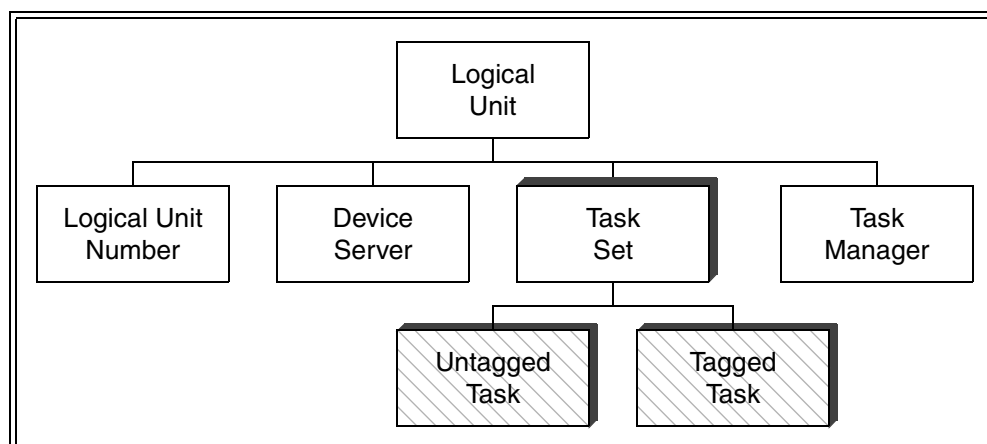 Logical
Unit
Logical Unit
Number
Device
Server
Task
Set
Task
Manager
Untagged
Task
Tagged
Task